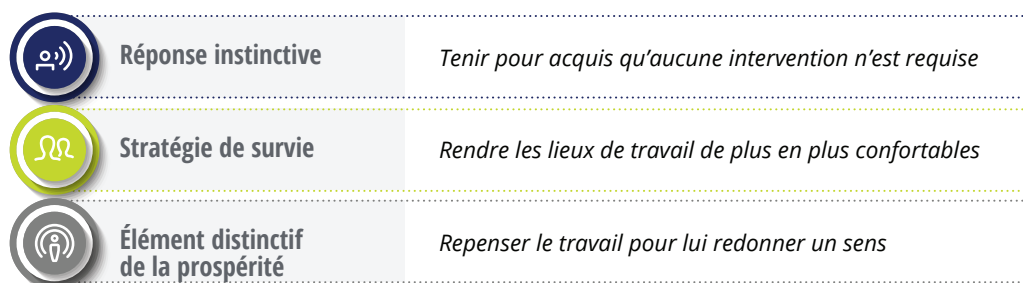 Réponse instinctive
Tenir pour acquis qu’aucune intervention n’est requise
Stratégie de survie
Rendre les lieux de travail de plus en plus confortables
Élément distinctif
de la prospérité
Repenser le travail pour lui redonner un sens